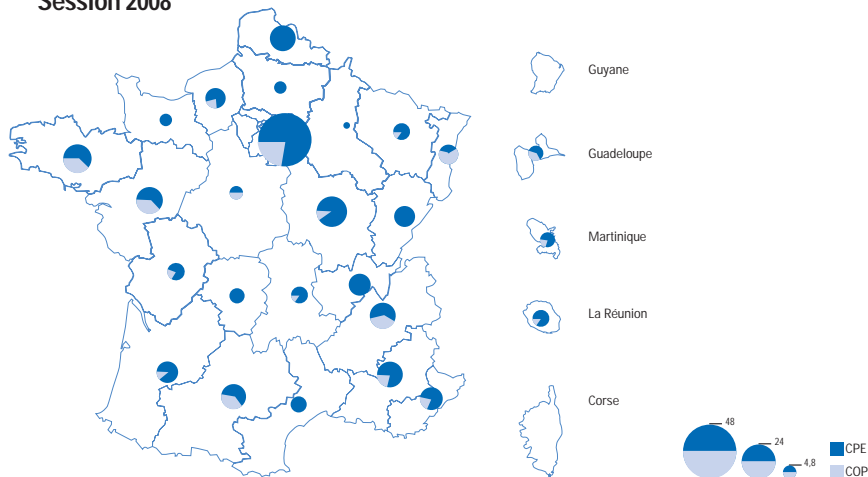 Session 2008
Guyane
Guadeloupe
Martinique
La Réunion
Corse
48
24
4,8
CPE
COP